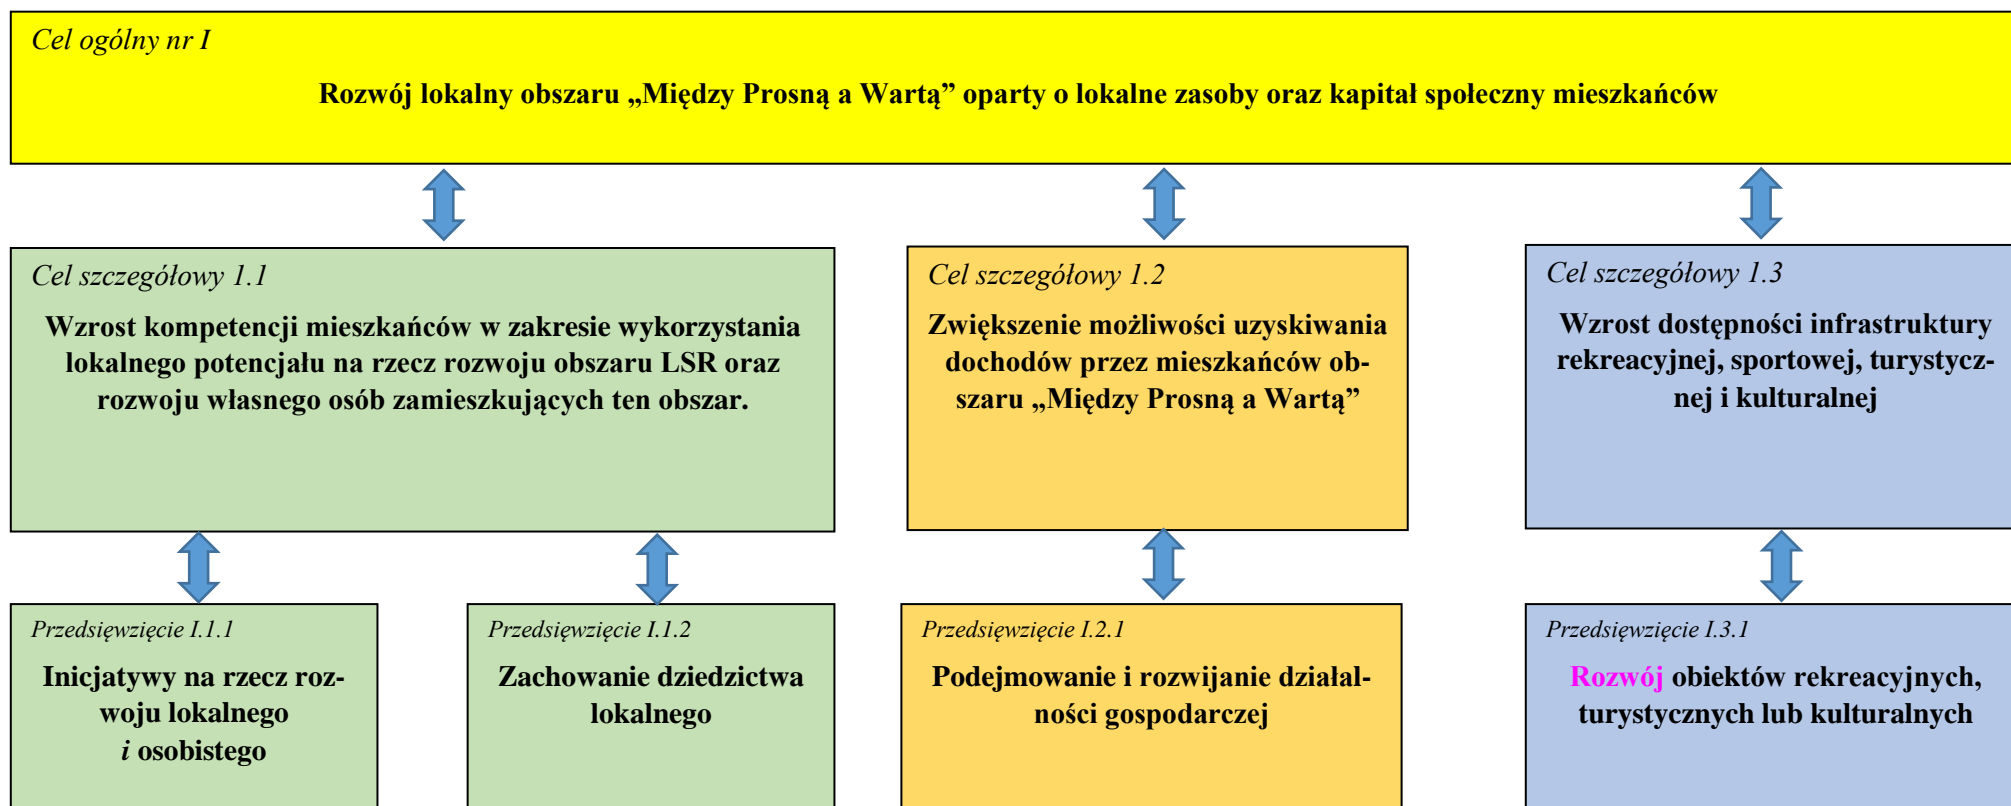 Cel ogólny nr I
Rozwój lokalny obszaru „Między Prosną a Wartą” oparty o lokalne zasoby oraz kapitał społeczny mieszkańców
Cel szczegółowy 1.1
Wzrost kompetencji mieszkańców w zakresie wykorzystania
lokalnego potencjału na rzecz rozwoju obszaru LSR oraz
rozwoju własnego osób zamieszkujących ten obszar.
Cel szczegółowy 1.2
Zwiększenie możliwości uzyskiwania
dochodów przez mieszkańców ob-
szaru „Między Prosną a Wartą”
Cel szczegółowy 1.3
Wzrost dostępności infrastruktury
rekreacyjnej, sportowej, turystycz-
nej i kulturalnej
Przedsięwzięcie I.1.1
Inicjatywy na rzecz roz-
woju lokalnego
i osobistego
Przedsięwzięcie I.1.2
Zachowanie dziedzictwa
lokalnego
Przedsięwzięcie I.2.1
Podejmowanie i rozwijanie działal-
ności gospodarczej
Przedsięwzięcie I.3.1
Rozwój obiektów rekreacyjnych,
turystycznych lub kulturalnych